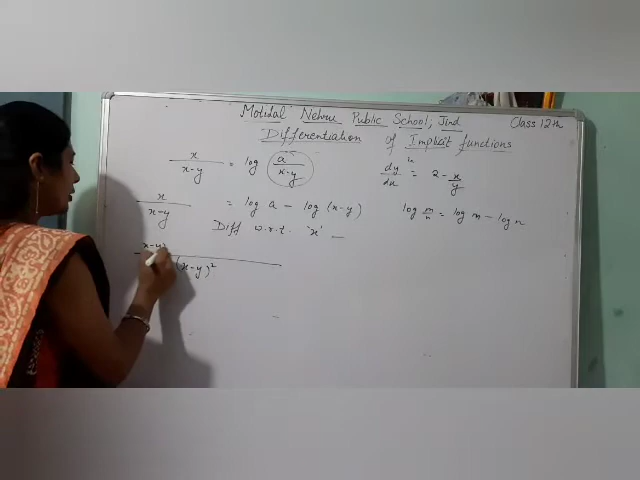 Motilal Nehru Public School, Jind
Class 12th
Differentiation of Implicit functions
x/(x-y) = log (a/(x-y))
dy/dx = 2 - x/y
x/(x-y) = log a - log (x-y)
log m/n = log m - log n
Diff w.r.t. 'x' —
(x-y)
(x-y)²